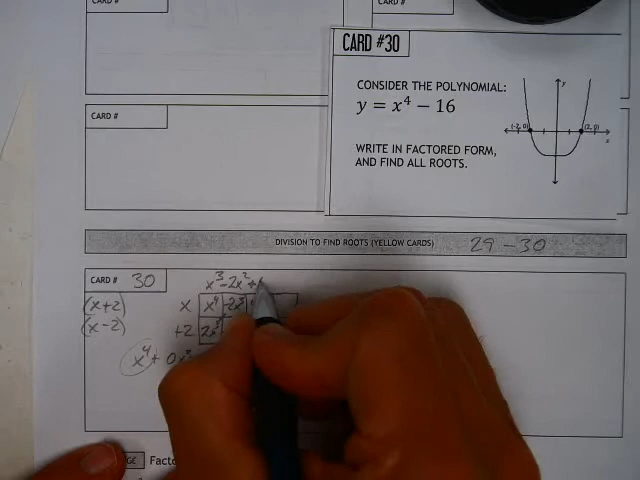 CARD #
CARD #
CARD #30
CONSIDER THE POLYNOMIAL:
y = x⁴ − 16
WRITE IN FACTORED FORM,
AND FIND ALL ROOTS.
y
(-2, 0)
(2, 0)
x
CARD #
DIVISION TO FIND ROOTS (YELLOW CARDS) 29 – 30
CARD # 30
x³ -2x² +
(x+2)
(x-2)
x
x⁴
-2x³
+2
2x³
x⁴ + 0
Facto